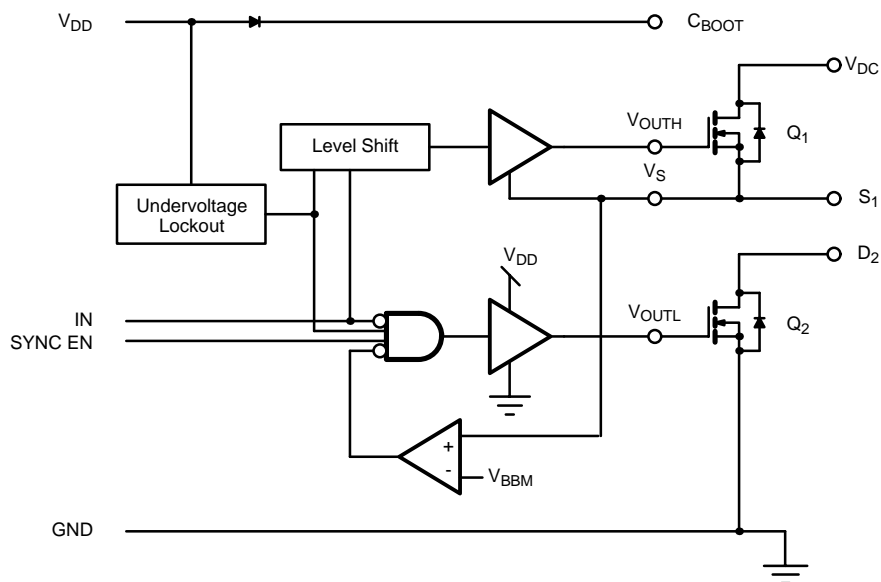 VDD
CBOOT
VDC
Level Shift
VOUTH
Q1
VS
Undervoltage
Lockout
S1
D2
VDD
IN
VOUTL
Q2
SYNC EN
+
-
VBBM
GND